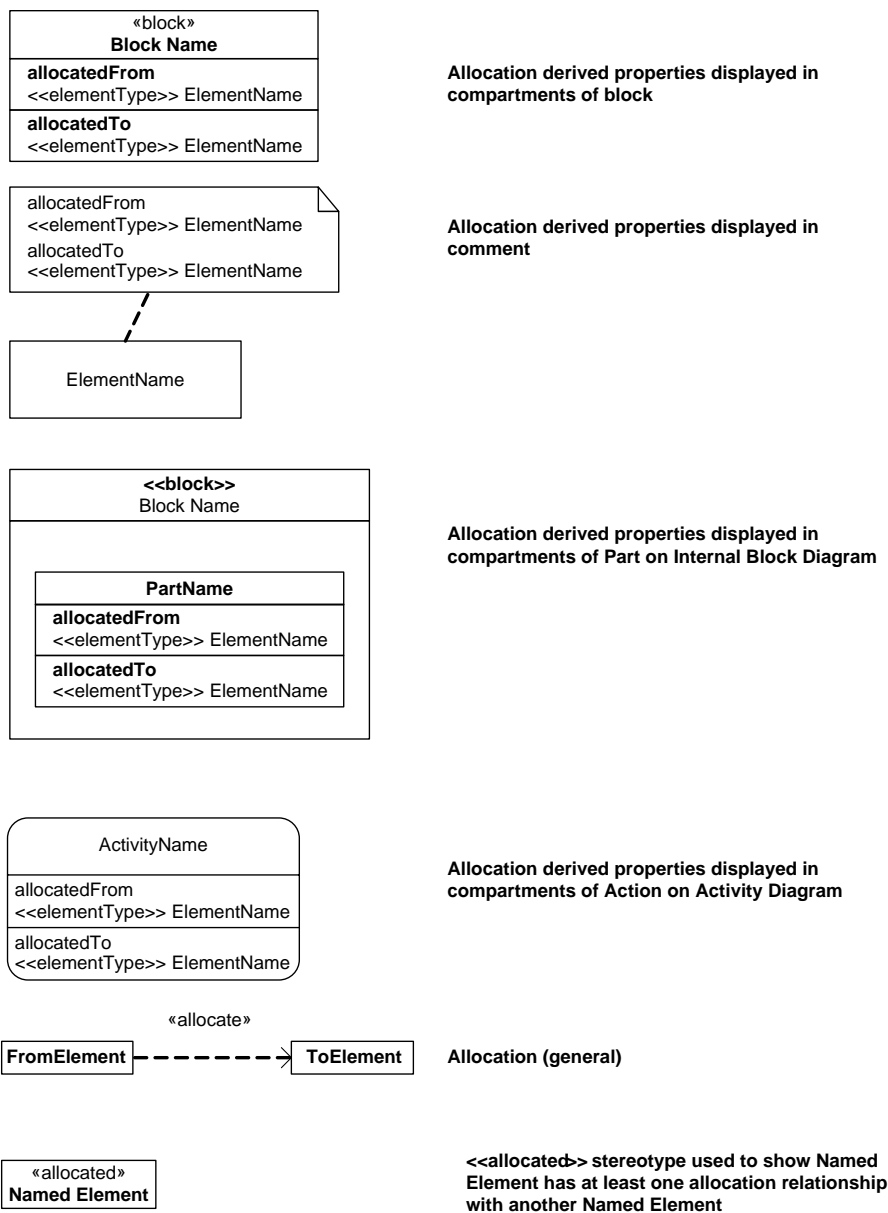 «block»
Block Name
allocatedFrom
<<elementType>> ElementName
allocatedTo
<<elementType>> ElementName
Allocation derived properties displayed in
compartments of block
allocatedFrom
<<elementType>> ElementName
allocatedTo
<<elementType>> ElementName
Allocation derived properties displayed in
comment
ElementName
<<block>>
Block Name
PartName
allocatedFrom
<<elementType>> ElementName
allocatedTo
<<elementType>> ElementName
Allocation derived properties displayed in
compartments of Part on Internal Block Diagram
ActivityName
allocatedFrom
<<elementType>> ElementName
allocatedTo
<<elementType>> ElementName
Allocation derived properties displayed in
compartments of Action on Activity Diagram
«allocate»
FromElement
ToElement
Allocation (general)
«allocated»
Named Element
<<allocated>> stereotype used to show Named
Element has at least one allocation relationship
with another Named Element